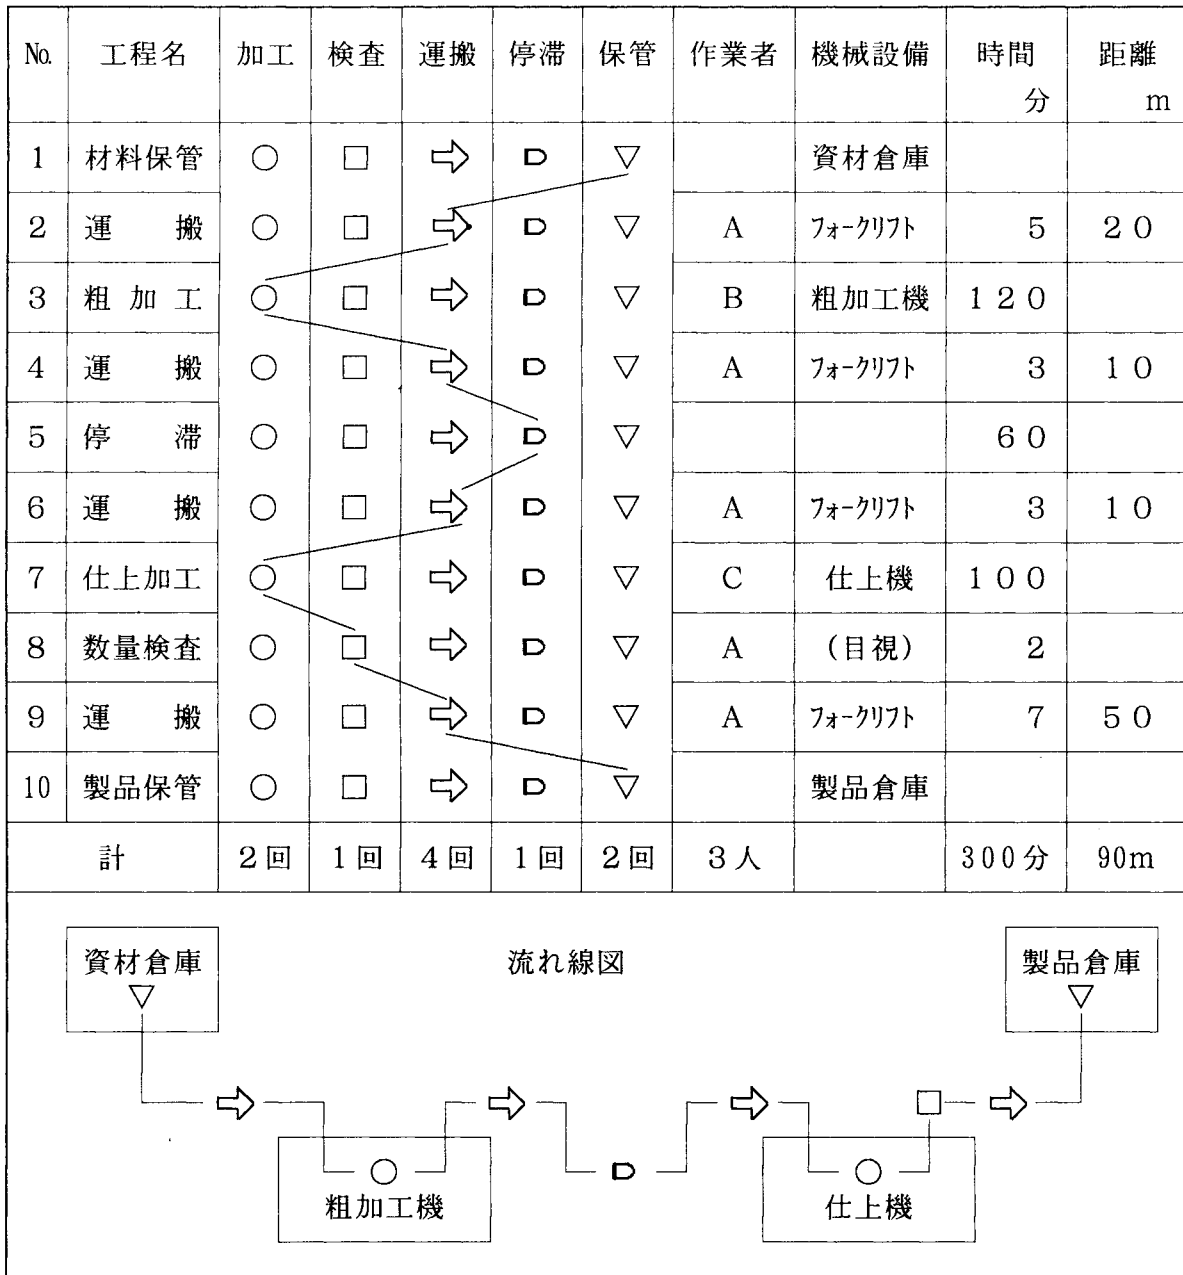 No. 工程名 加工 検査 運搬 停滞 保管 作業者 機械設備 時間 分 距離 m
1 材料保管 ○ □ ⇨ D ▽ 資材倉庫
2 運搬 ○ □ ⇨ D ▽ A フォークリフト 5 20
3 粗加工 ○ □ ⇨ D ▽ B 粗加工機 120
4 運搬 ○ □ ⇨ D ▽ A フォークリフト 3 10
5 停滞 ○ □ ⇨ D ▽ 60
6 運搬 ○ □ ⇨ D ▽ A フォークリフト 3 10
7 仕上加工 ○ □ ⇨ D ▽ C 仕上機 100
8 数量検査 ○ □ ⇨ D ▽ A (目視) 2
9 運搬 ○ □ ⇨ D ▽ A フォークリフト 7 50
10 製品保管 ○ □ ⇨ D ▽ 製品倉庫
計 2回 1回 4回 1回 2回 3人 300分 90m
資材倉庫 流れ線図 製品倉庫
▽ ▽
⇨ ⇨ ⇨ □ ⇨
○ D ○
粗加工機 仕上機